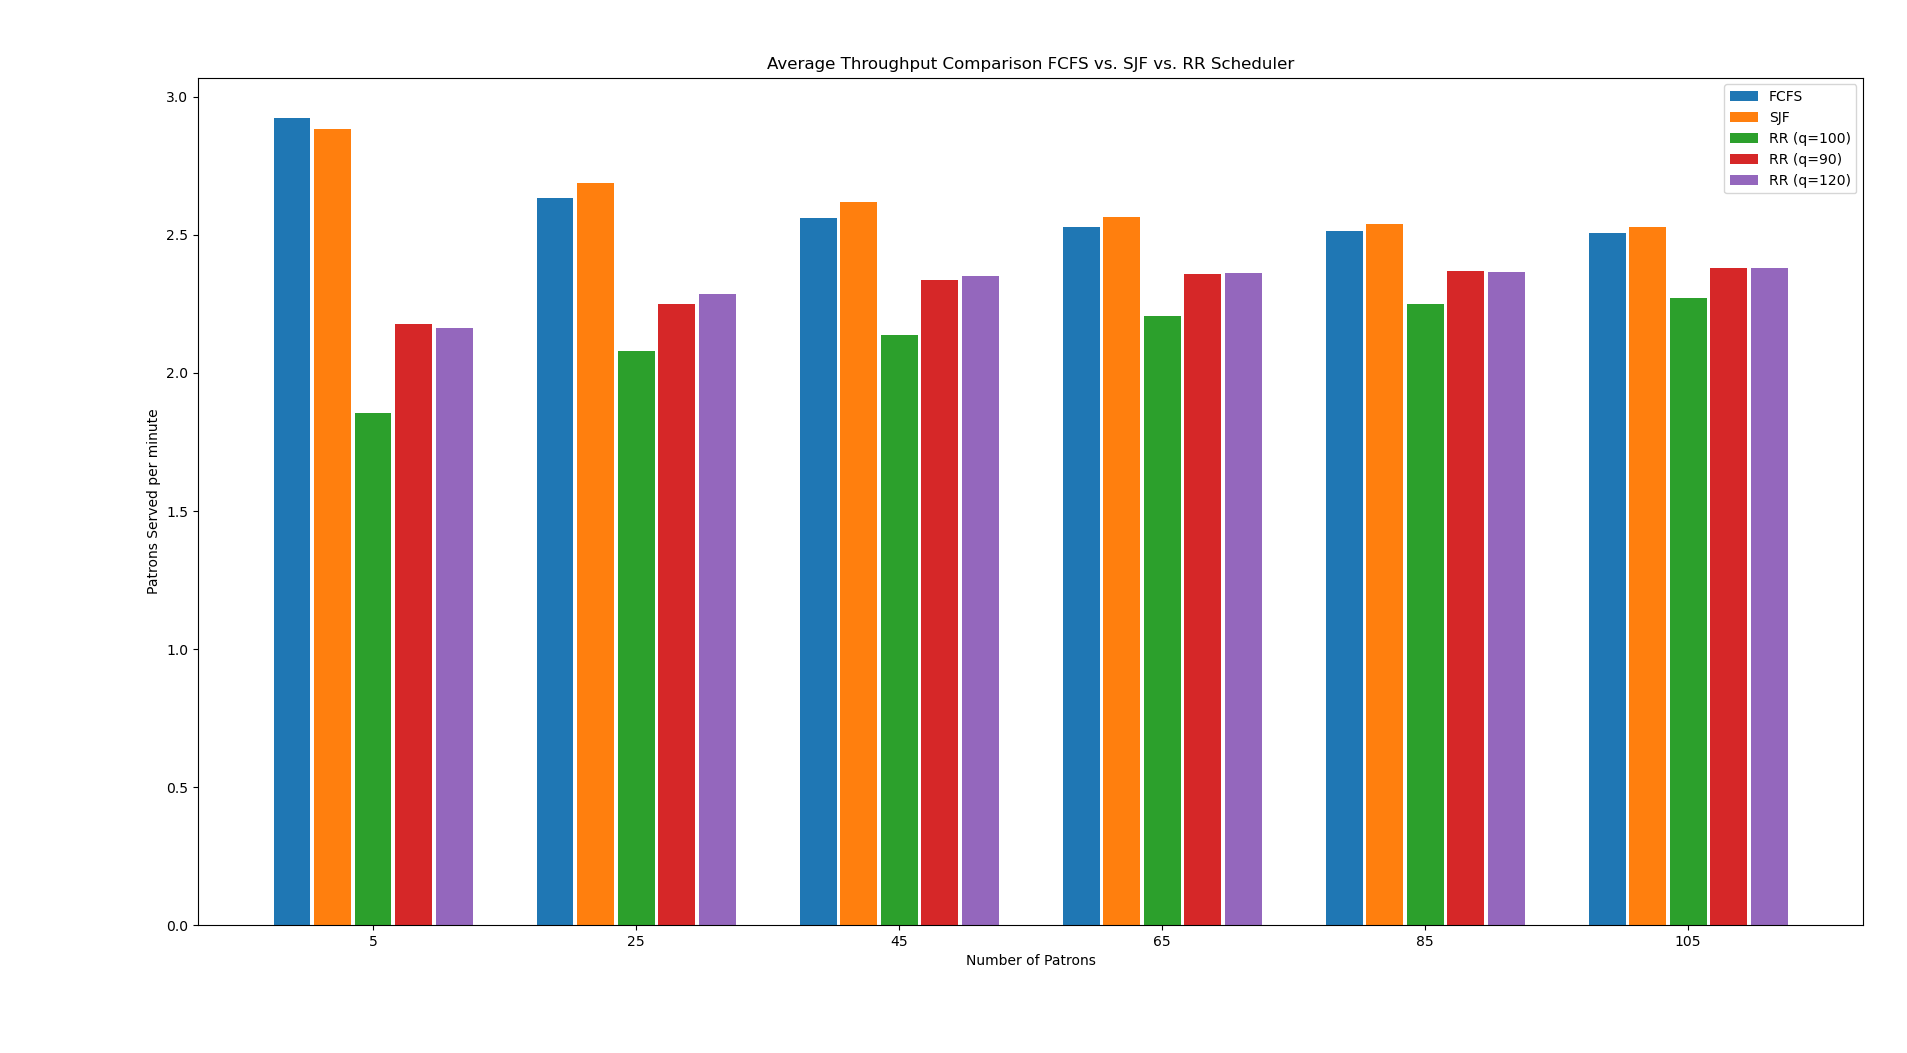 Average Throughput Comparison FCFS vs. SJF vs. RR Scheduler
FCFS
SJF
RR (q=100)
RR (q=90)
RR (q=120)
Patrons Served per minute
3.0
2.5
2.0
1.5
1.0
0.5
0.0
5 25 45 65 85 105
Number of Patrons